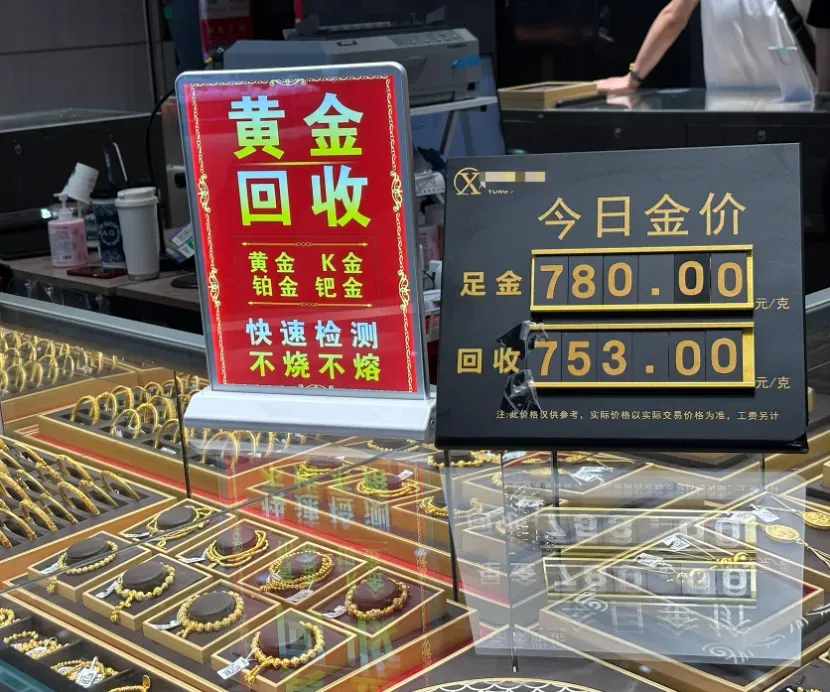 黄金
回收
黄金 K金
铂金 钯金
快速检测
不烧不熔
今日金价
足金 780.00 元/克
回收 753.00 元/克
注:此价格仅供参考，实际价格以实际交易价格为准，工费另计